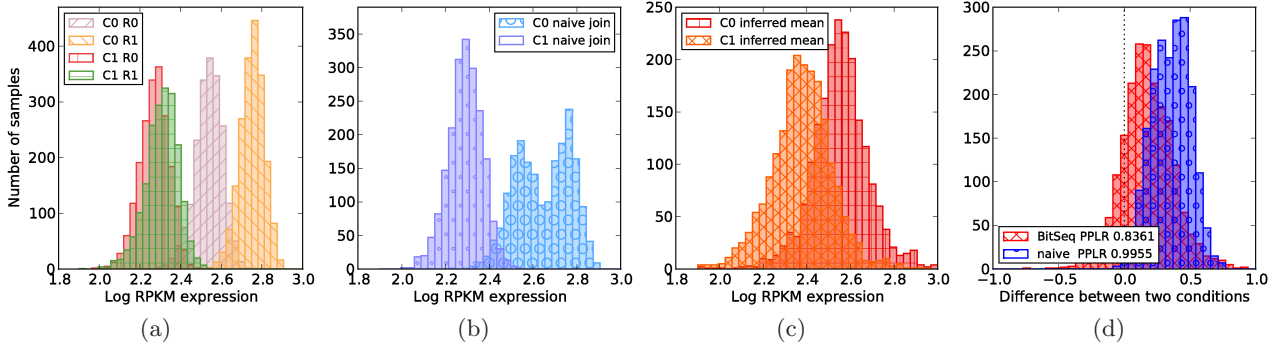 Number of samples
400
300
200
100
0
C0 R0
C0 R1
C1 R0
C1 R1
1.8 2.0 2.2 2.4 2.6 2.8 3.0
Log RPKM expression
(a)
350
300
250
200
150
100
50
0
C0 naive join
C1 naive join
1.8 2.0 2.2 2.4 2.6 2.8 3.0
Log RPKM expression
(b)
250
200
150
100
50
0
C0 inferred mean
C1 inferred mean
1.8 2.0 2.2 2.4 2.6 2.8 3.0
Log RPKM expression
(c)
300
250
200
150
100
50
0
BitSeq PPLR 0.8361
naive PPLR 0.9955
−1.0 −0.5 0.0 0.5 1.0
Difference between two conditions
(d)